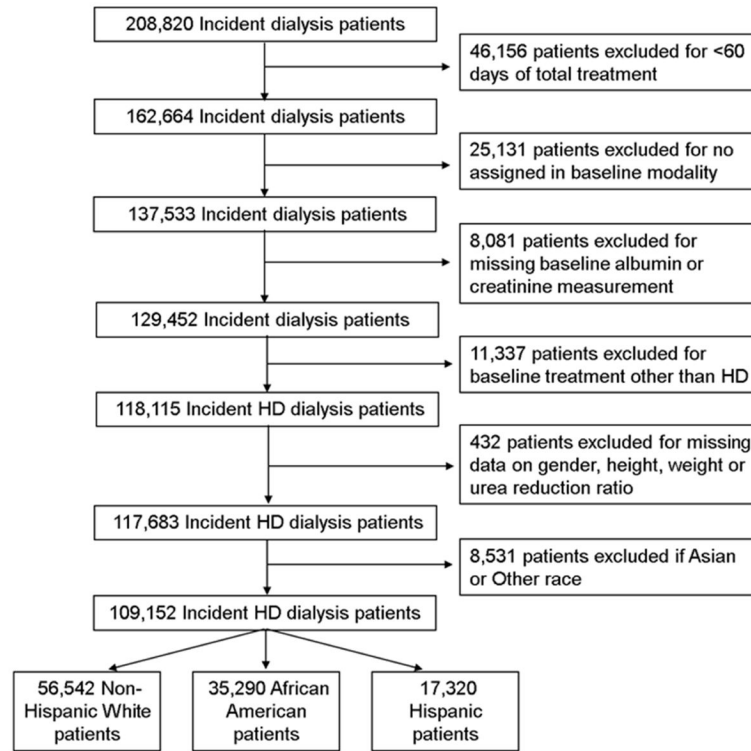 208,820 Incident dialysis patients
46,156 patients excluded for <60
days of total treatment
162,664 Incident dialysis patients
25,131 patients excluded for no
assigned in baseline modality
137,533 Incident dialysis patients
8,081 patients excluded for
missing baseline albumin or
creatinine measurement
129,452 Incident dialysis patients
11,337 patients excluded for
baseline treatment other than HD
118,115 Incident HD dialysis patients
432 patients excluded for missing
data on gender, height, weight or
urea reduction ratio
117,683 Incident HD dialysis patients
8,531 patients excluded if Asian
or Other race
109,152 Incident HD dialysis patients
56,542 Non-
Hispanic White
patients
35,290 African
American
patients
17,320
Hispanic
patients